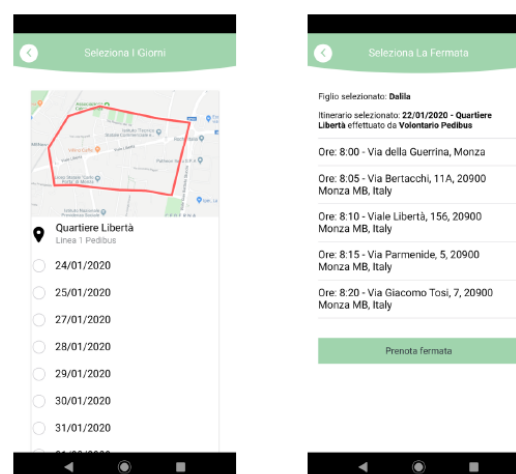 Seleziona I Giorni
Quartiere Libertà
Linea 1 Pedibus
24/01/2020
25/01/2020
27/01/2020
28/01/2020
29/01/2020
30/01/2020
31/01/2020
Seleziona La Fermata
Figlio selezionato: Dalila
Itinerario selezionato: 22/01/2020 - Quartiere
Libertà effettuato da Volontario Pedibus
Ore: 8:00 - Via della Guerrina, Monza
Ore: 8:05 - Via Bertacchi, 11A, 20900
Monza MB, Italy
Ore: 8:10 - Viale Libertà, 156, 20900
Monza MB, Italy
Ore: 8:15 - Via Parmenide, 5, 20900
Monza MB, Italy
Ore: 8:20 - Via Giacomo Tosi, 7, 20900
Monza MB, Italy
Prenota fermata